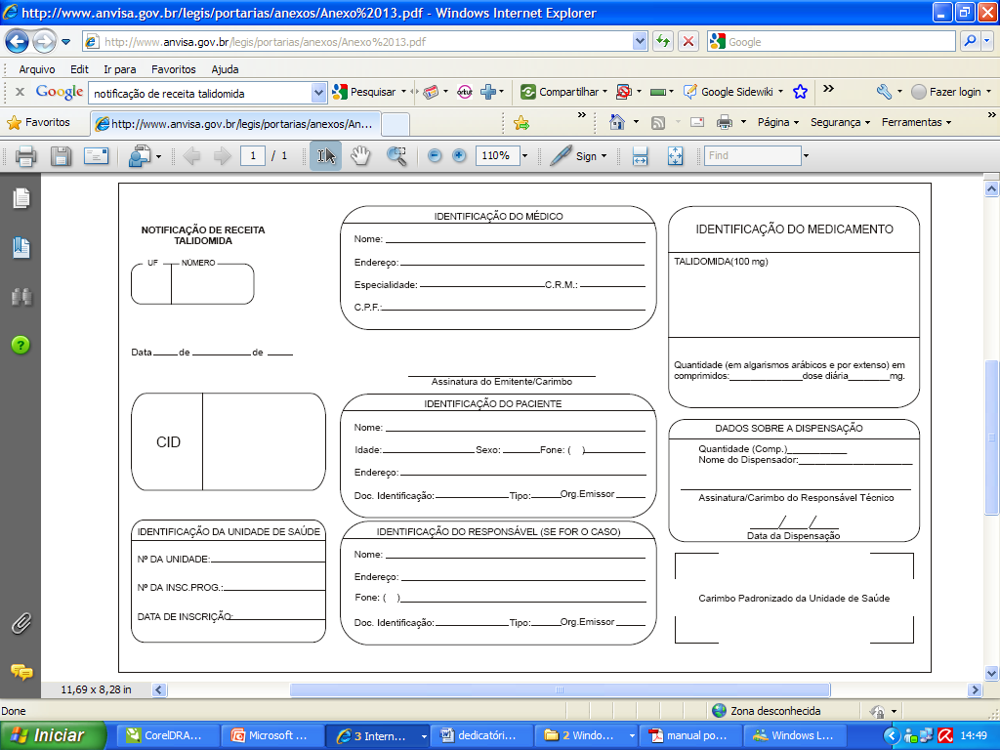 http://www.anvisa.gov.br/legis/portarias/anexos/Anexo%2013.pdf - Windows Internet Explorer
http://www.anvisa.gov.br/legis/portarias/anexos/Anexo%2013.pdf
Google
Arquivo Editar Ir para Favoritos Ajuda
x Google notificação de receita talidomida Pesquisar ortut Compartilhar Google Sidewiki Fazer login
Favoritos http://www.anvisa.gov.br/legis/portarias/anexos/An... Página Segurança Ferramentas
1 / 1 110% Sign Find
NOTIFICAÇÃO DE RECEITA
TALIDOMIDA
UF NÚMERO
Data de de
CID
IDENTIFICAÇÃO DA UNIDADE DE SAÚDE
Nº DA UNIDADE:
Nº DA INSC.PROG.:
DATA DE INSCRIÇÃO:
IDENTIFICAÇÃO DO MÉDICO
Nome:
Endereço:
Especialidade: C.R.M.:
C.P.F.:
Assinatura do Emitente/Carimbo
IDENTIFICAÇÃO DO PACIENTE
Nome:
Idade: Sexo: Fone: ( )
Endereço:
Doc. Identificação: Tipo: Org.Emissor
IDENTIFICAÇÃO DO RESPONSÁVEL (SE FOR O CASO)
Nome:
Endereço:
Fone: ( )
Doc. Identificação: Tipo: Org.Emissor
IDENTIFICAÇÃO DO MEDICAMENTO
TALIDOMIDA(100 mg)
Quantidade (em algarismos arábicos e por extenso) em
comprimidos: dose diária mg.
DADOS SOBRE A DISPENSAÇÃO
Quantidade (Comp.)
Nome do Dispensador:
Assinatura/Carimbo do Responsável Técnico
/ /
Data da Dispensação
Carimbo Padronizado da Unidade de Saúde
11,69 x 8,28 in
Done Zona desconhecida
Iniciar CorelDRA... Microsoft ... 3 Intern... dedicatóri... 2 Windo... manual po... Windows L... 14:49